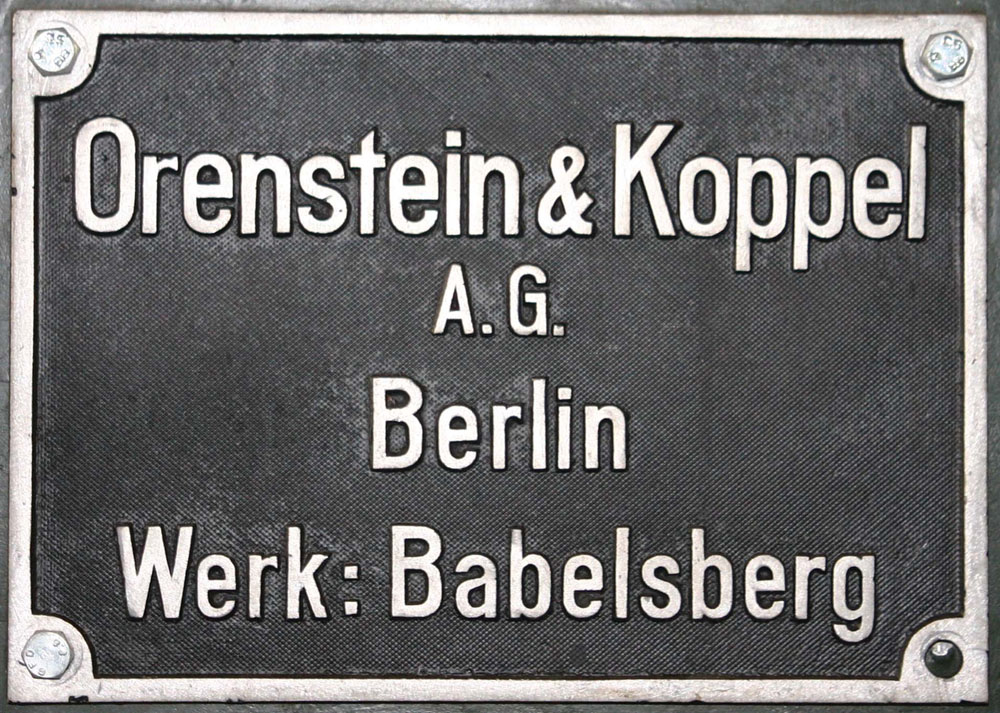 Orenstein & Koppel
A.G.
Berlin
Werk: Babelsberg